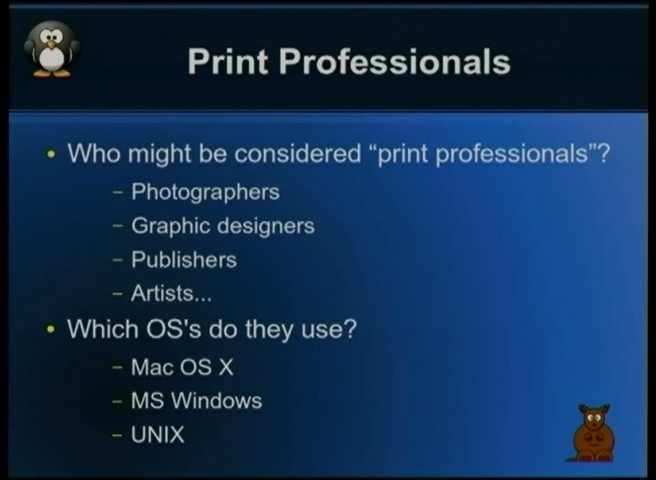 Print Professionals
• Who might be considered “print professionals”?
– Photographers
– Graphic designers
– Publishers
– Artists...
• Which OS's do they use?
– Mac OS X
– MS Windows
– UNIX